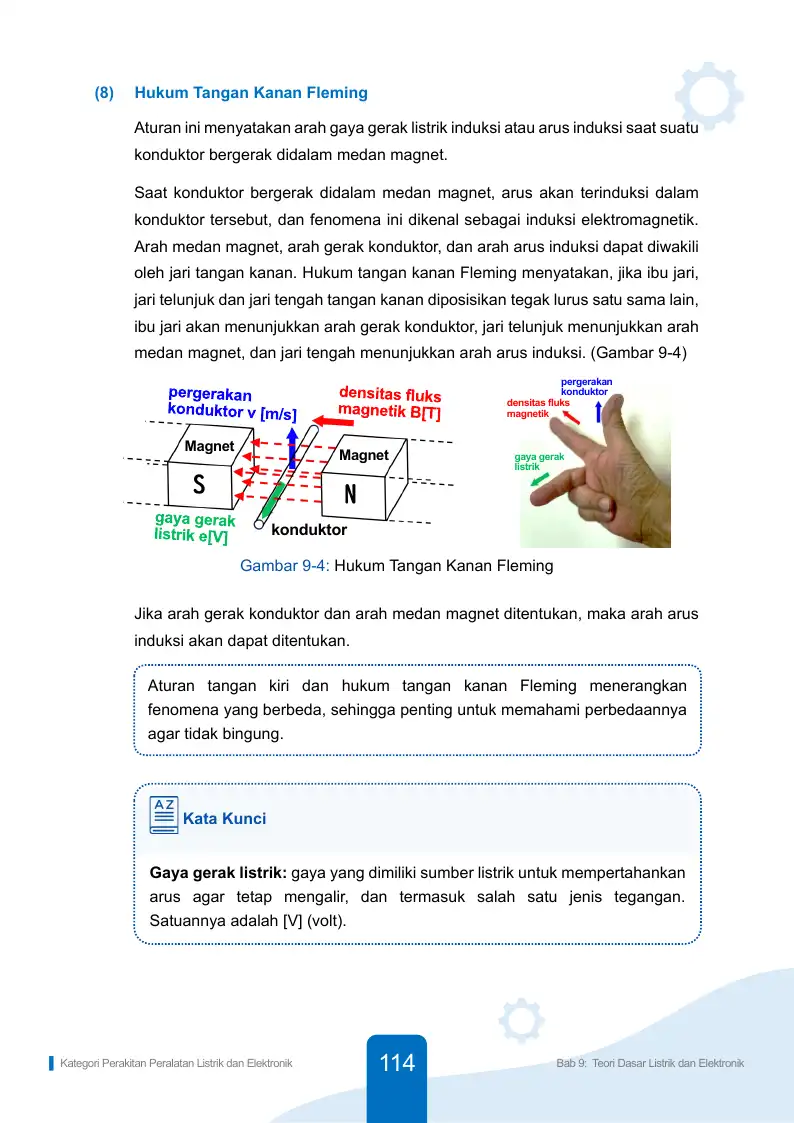 (8) Hukum Tangan Kanan Fleming
Aturan ini menyatakan arah gaya gerak listrik induksi atau arus induksi saat suatu
konduktor bergerak didalam medan magnet.
Saat konduktor bergerak didalam medan magnet, arus akan terinduksi dalam
konduktor tersebut, dan fenomena ini dikenal sebagai induksi elektromagnetik.
Arah medan magnet, arah gerak konduktor, dan arah arus induksi dapat diwakili
oleh jari tangan kanan. Hukum tangan kanan Fleming menyatakan, jika ibu jari,
jari telunjuk dan jari tengah tangan kanan diposisikan tegak lurus satu sama lain,
ibu jari akan menunjukkan arah gerak konduktor, jari telunjuk menunjukkan arah
medan magnet, dan jari tengah menunjukkan arah arus induksi. (Gambar 9-4)
pergerakan
konduktor v [m/s]
densitas fluks
magnetik B[T]
Magnet
Magnet
S
N
gaya gerak
listrik e[V]
konduktor
pergerakan
konduktor
densitas fluks
magnetik
gaya gerak
listrik
Gambar 9-4: Hukum Tangan Kanan Fleming
Jika arah gerak konduktor dan arah medan magnet ditentukan, maka arah arus
induksi akan dapat ditentukan.
Aturan tangan kiri dan hukum tangan kanan Fleming menerangkan
fenomena yang berbeda, sehingga penting untuk memahami perbedaannya
agar tidak bingung.
AZ
Kata Kunci
Gaya gerak listrik: gaya yang dimiliki sumber listrik untuk mempertahankan
arus agar tetap mengalir, dan termasuk salah satu jenis tegangan.
Satuannya adalah [V] (volt).
Kategori Perakitan Peralatan Listrik dan Elektronik
114
Bab 9: Teori Dasar Listrik dan Elektronik